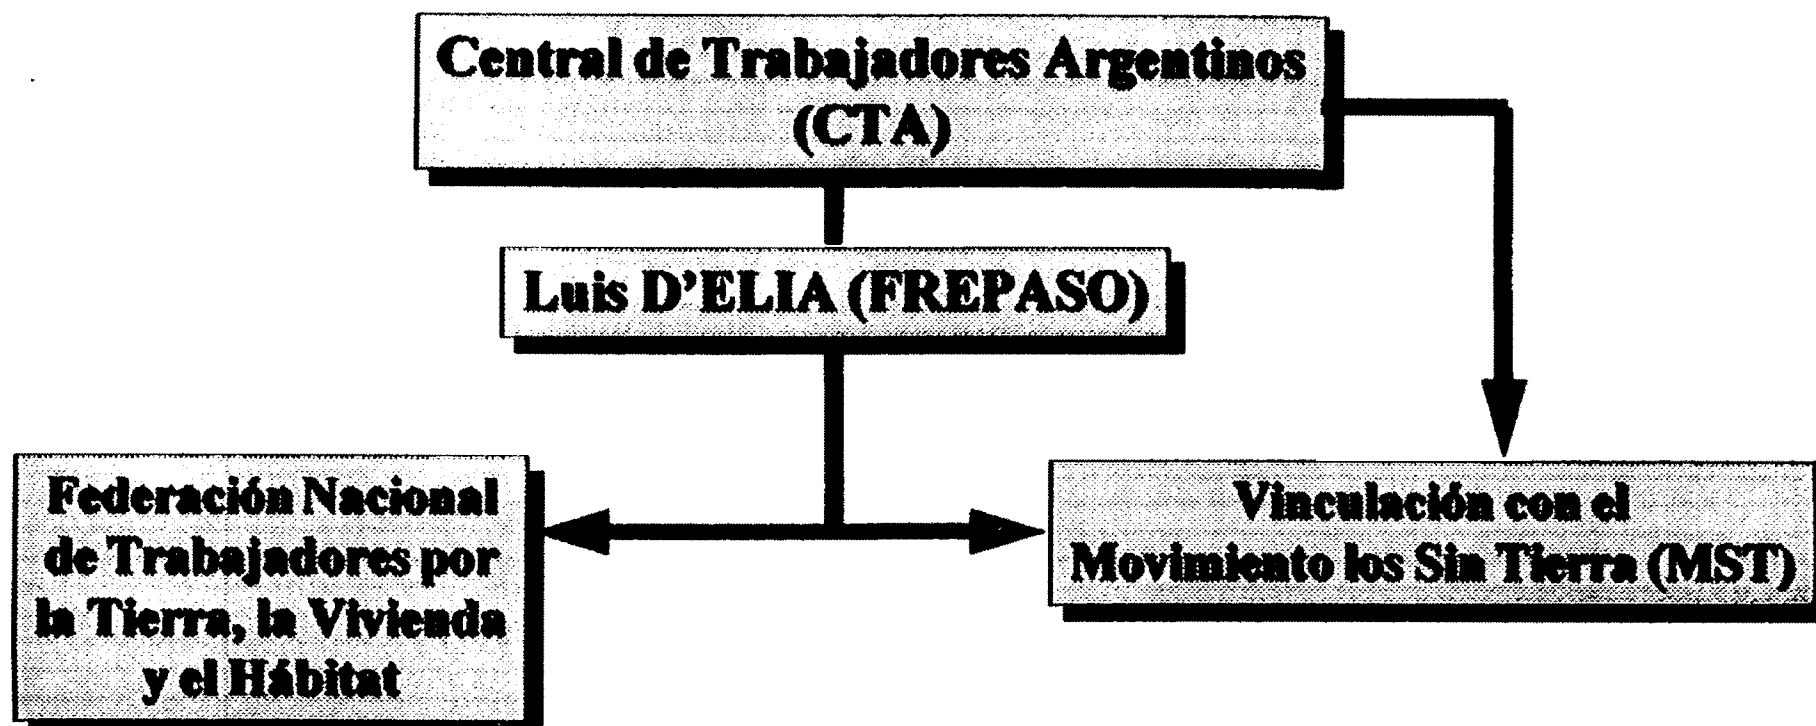 Central de Trabajadores Argentinos
(CTA)
Luis D'ELIA (FREPASO)
Federación Nacional
de Trabajadores por
la Tierra, la Vivienda
y el Hábitat
Vinculación con el
Movimiento los Sin Tierra (MST)